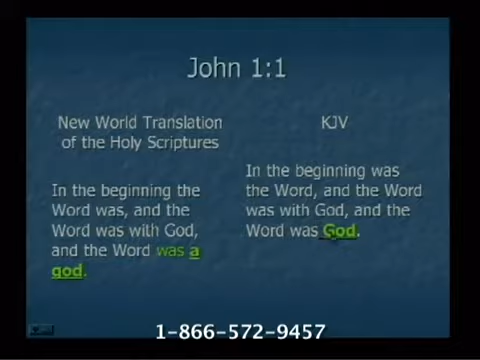 John 1:1
New World Translation
of the Holy Scriptures
In the beginning the
Word was, and the
Word was with God,
and the Word was a
god.
KJV
In the beginning was
the Word, and the Word
was with God, and the
Word was God.
1-866-572-9457